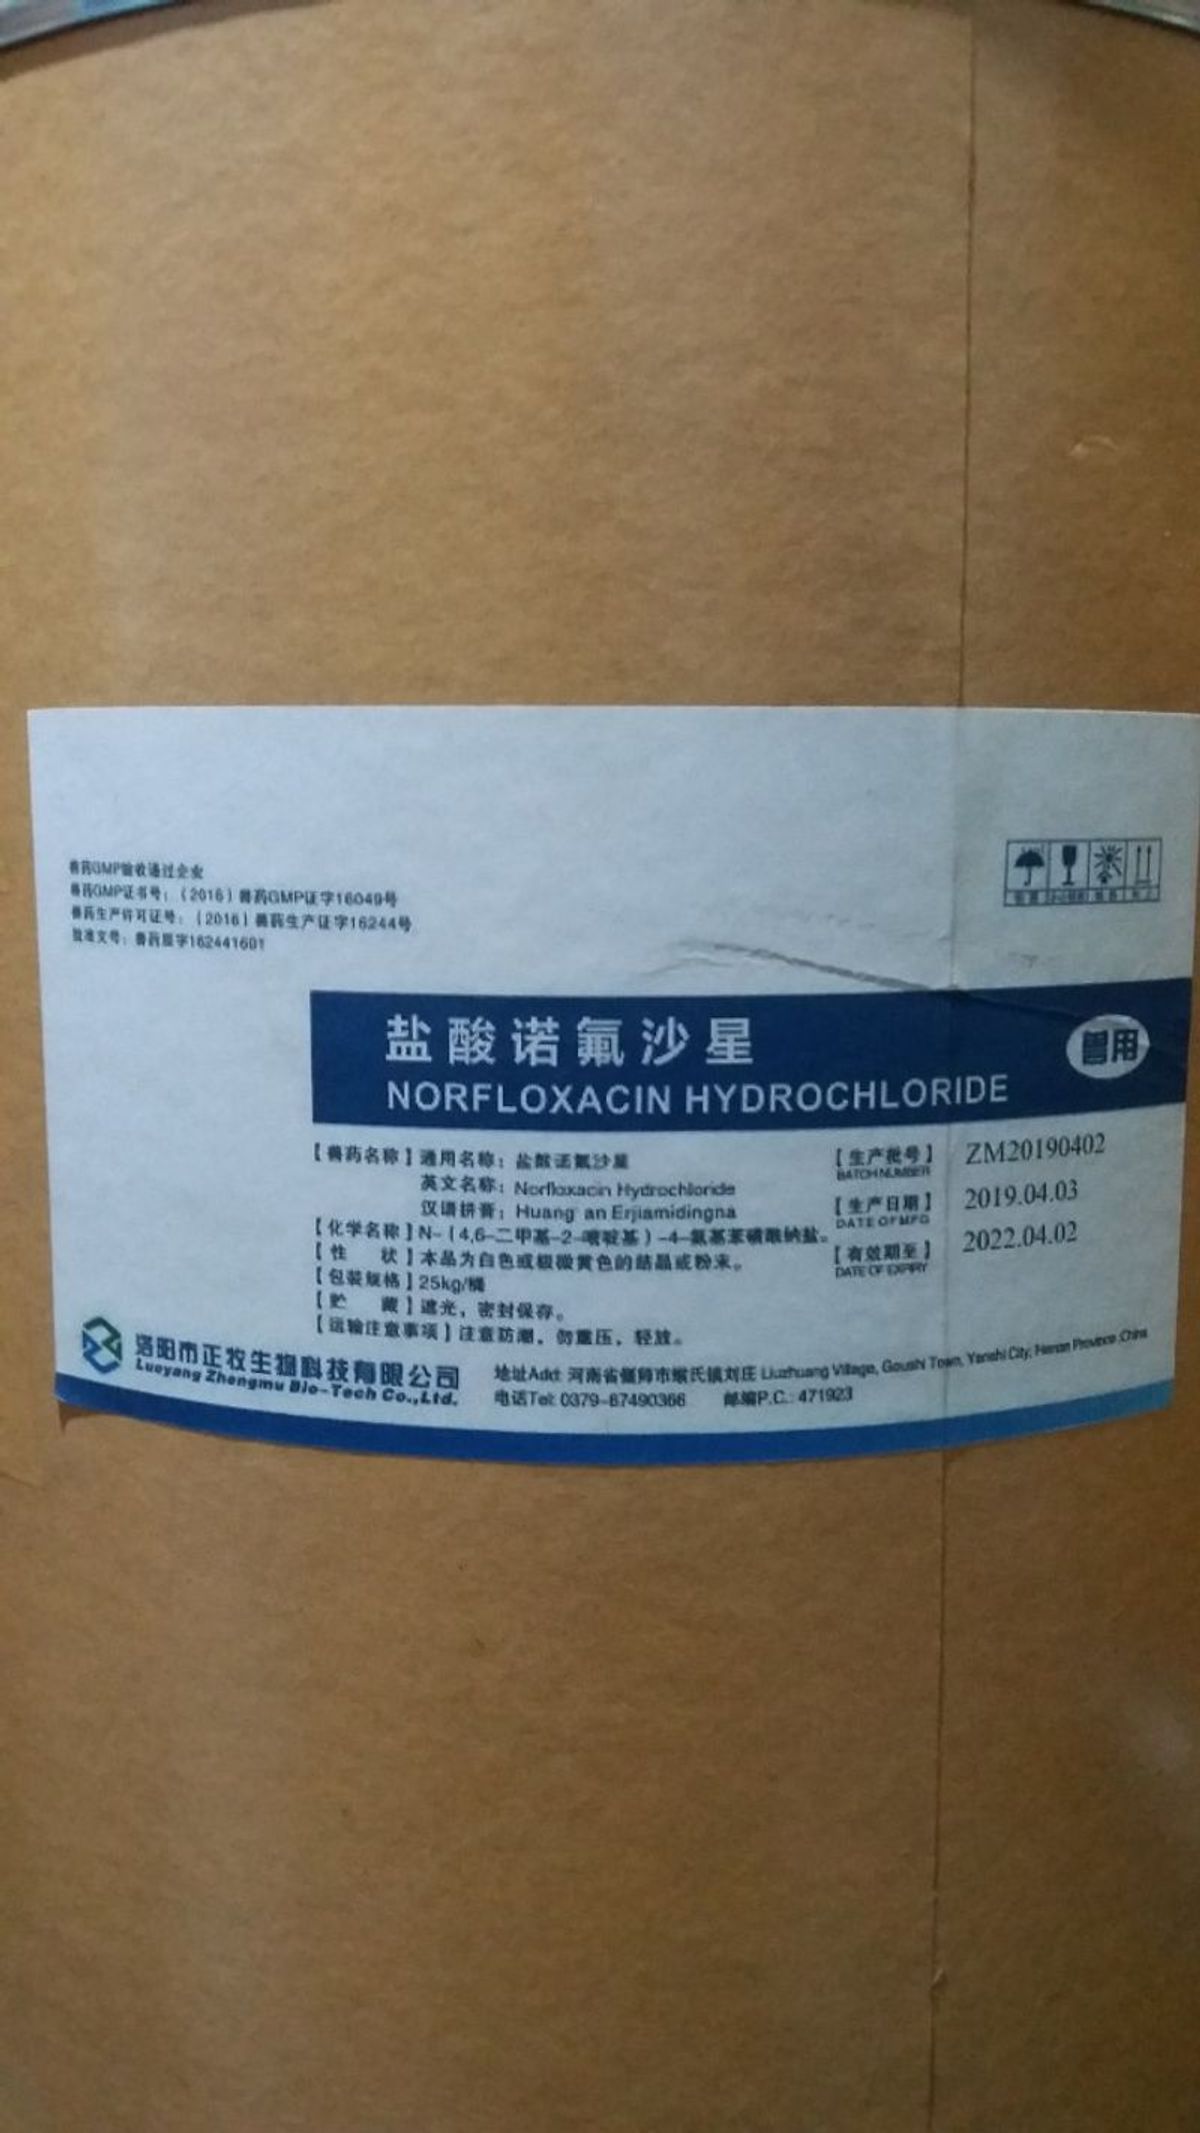 兽药GMP验收通过企业
兽药GMP证书号：（2016）兽药GMP证字16049号
兽药生产许可证号：（2016）兽药生产证字16244号
批准文号：兽药原字162441601
盐酸诺氟沙星
兽用
NORFLOXACIN HYDROCHLORIDE
【兽药名称】通用名称：盐酸诺氟沙星
英文名称：Norfloxacin Hydrochloride
汉语拼音：Huang an Erjiamidingna
【化学名称】N-（4,6-二甲基-2-嘧啶基）-4-氨基苯磺酰钠盐。
【性 状】本品为白色或极微黄色的结晶或粉末。
【包装规格】25kg/桶
【贮 藏】遮光，密封保存。
【运输注意事项】注意防潮，勿重压，轻放。
【生产批号】 ZM20190402
BATCH NUMBER
【生产日期】 2019.04.03
DATE OF MFG
【有效期至】 2022.04.02
DATE OF EXPIRY
洛阳市正牧生物科技有限公司
Luoyang Zhengmu Bio-Tech Co.,Ltd.
地址Add: 河南省偃师市缑氏镇刘庄 Liuzhuang Village, Goushi Town, Yanshi City, Henan Province China
电话Tel: 0379-67490366 邮编P.C.: 471923